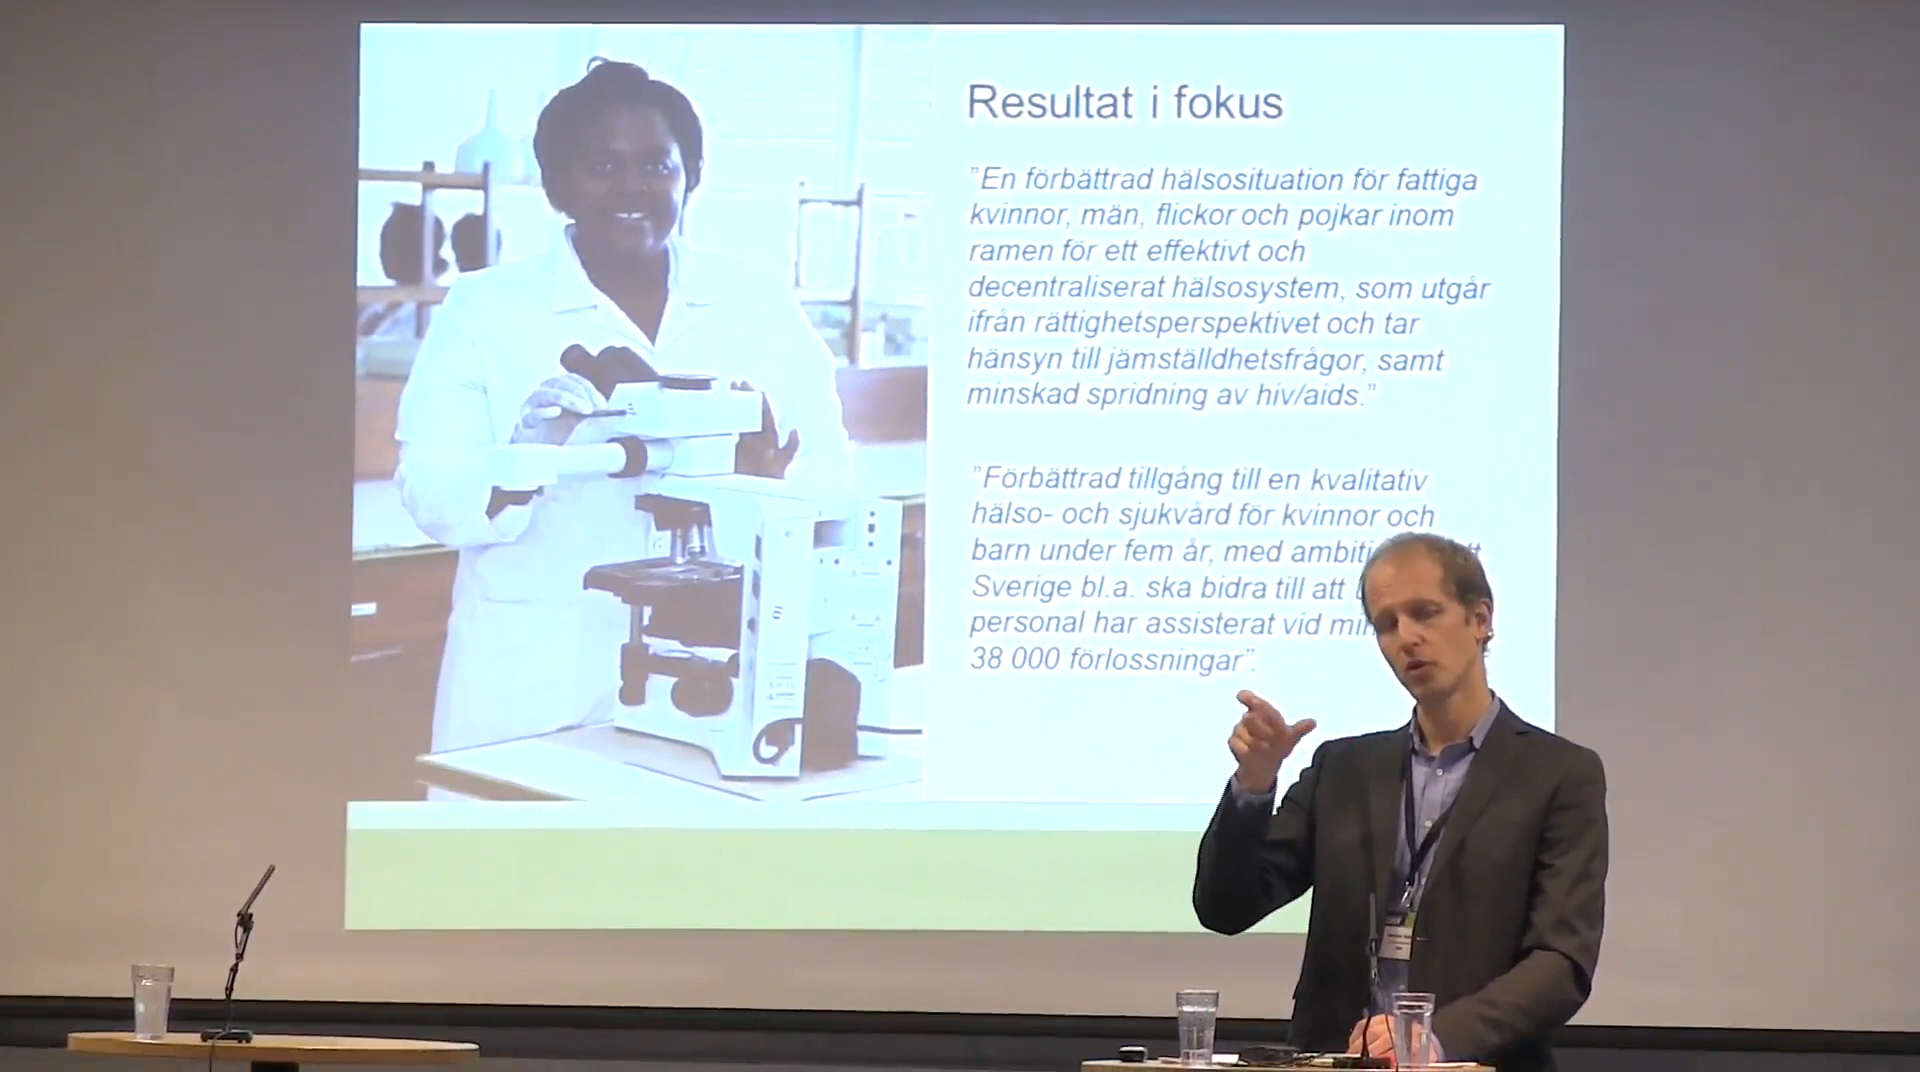 Resultat i fokus
”En förbättrad hälsosituation för fattiga
kvinnor, män, flickor och pojkar inom
ramen för ett effektivt och
decentraliserat hälsosystem, som utgår
ifrån rättighetsperspektivet och tar
hänsyn till jämställdhetsfrågor, samt
minskad spridning av hiv/aids.”
”Förbättrad tillgång till en kvalitativ
hälso- och sjukvård för kvinnor och
barn under fem år, med
Sverige bl.a. ska bidra till att
personal har assisterat vid
38 000 förlossningar”.